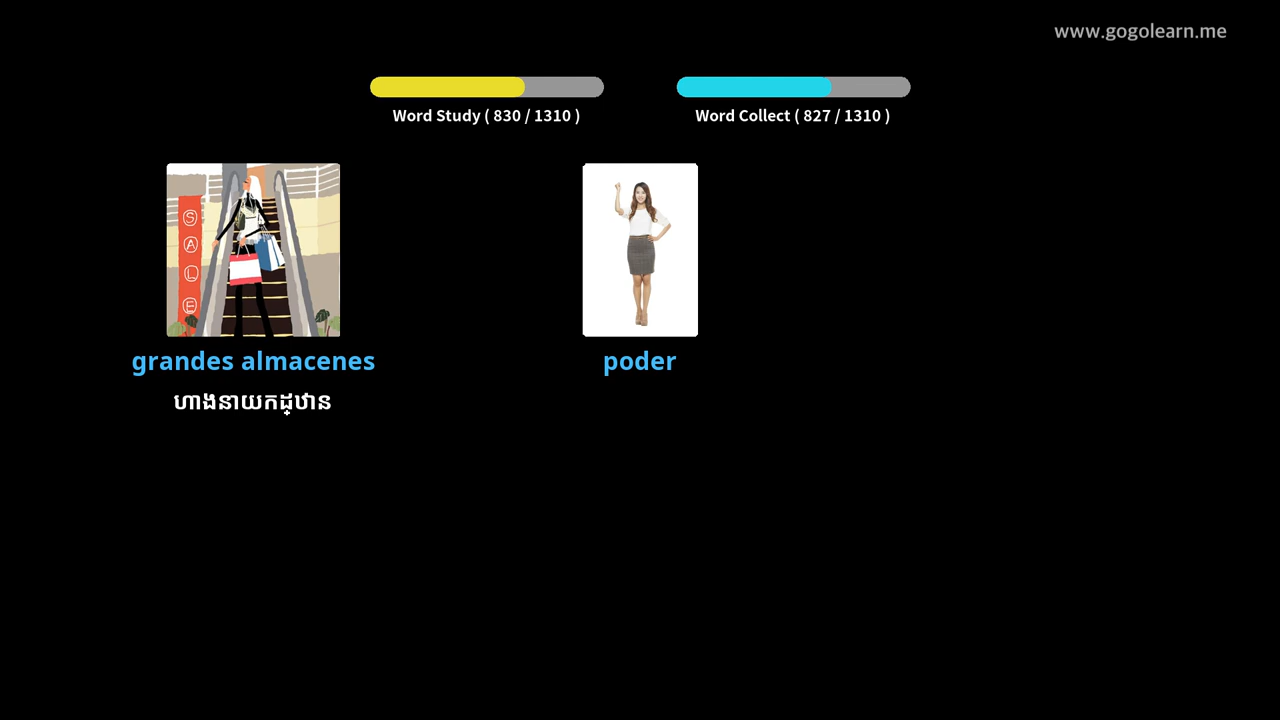 www.gogolearn.me
Word Study ( 830 / 1310 )
Word Collect ( 827 / 1310 )
SALE
grandes almacenes
poder
ហាងនាយកដ្ឋាន